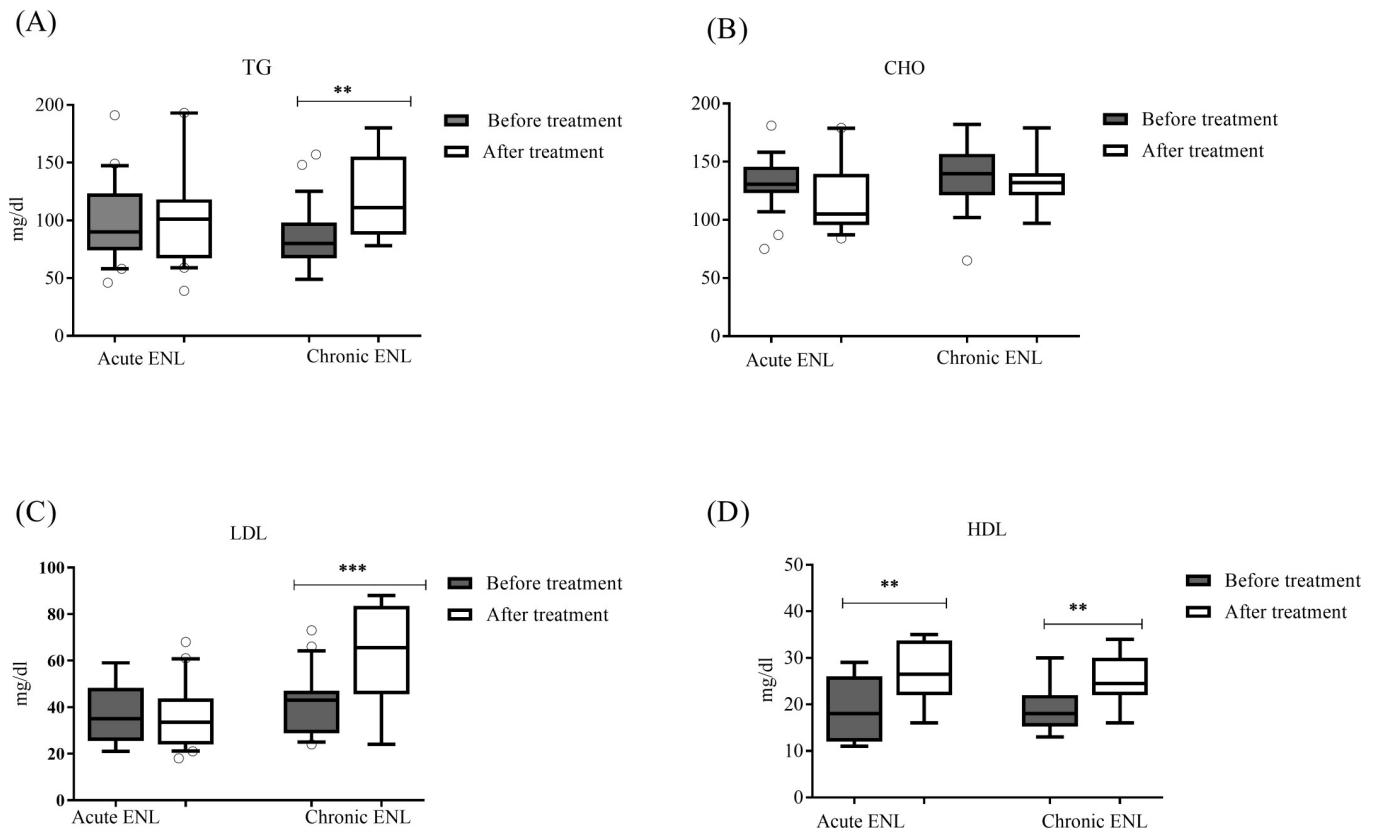 (A)
TG
**
200
150
100
50
0
mg/dl
Before treatment
After treatment
Acute ENL
Chronic ENL
(B)
CHO
200
150
100
50
0
Before treatment
After treatment
Acute ENL
Chronic ENL
(C)
LDL
***
100
80
60
40
20
0
mg/dl
Before treatment
After treatment
Acute ENL
Chronic ENL
(D)
HDL
**
**
50
40
30
20
10
0
mg/dl
Before treatment
After treatment
Acute ENL
Chronic ENL